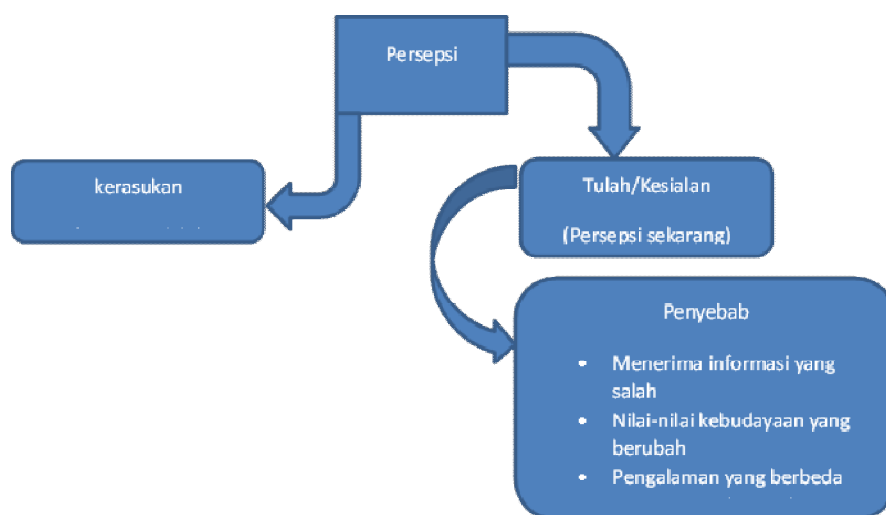 Persepsi
kerasukan
Tulah/Kesialan
(Persepsi sekarang)
Penyebab
• Menerima informasi yang
salah
• Nilai-nilai kebudayaan yang
berubah
• Pengalaman yang berbeda